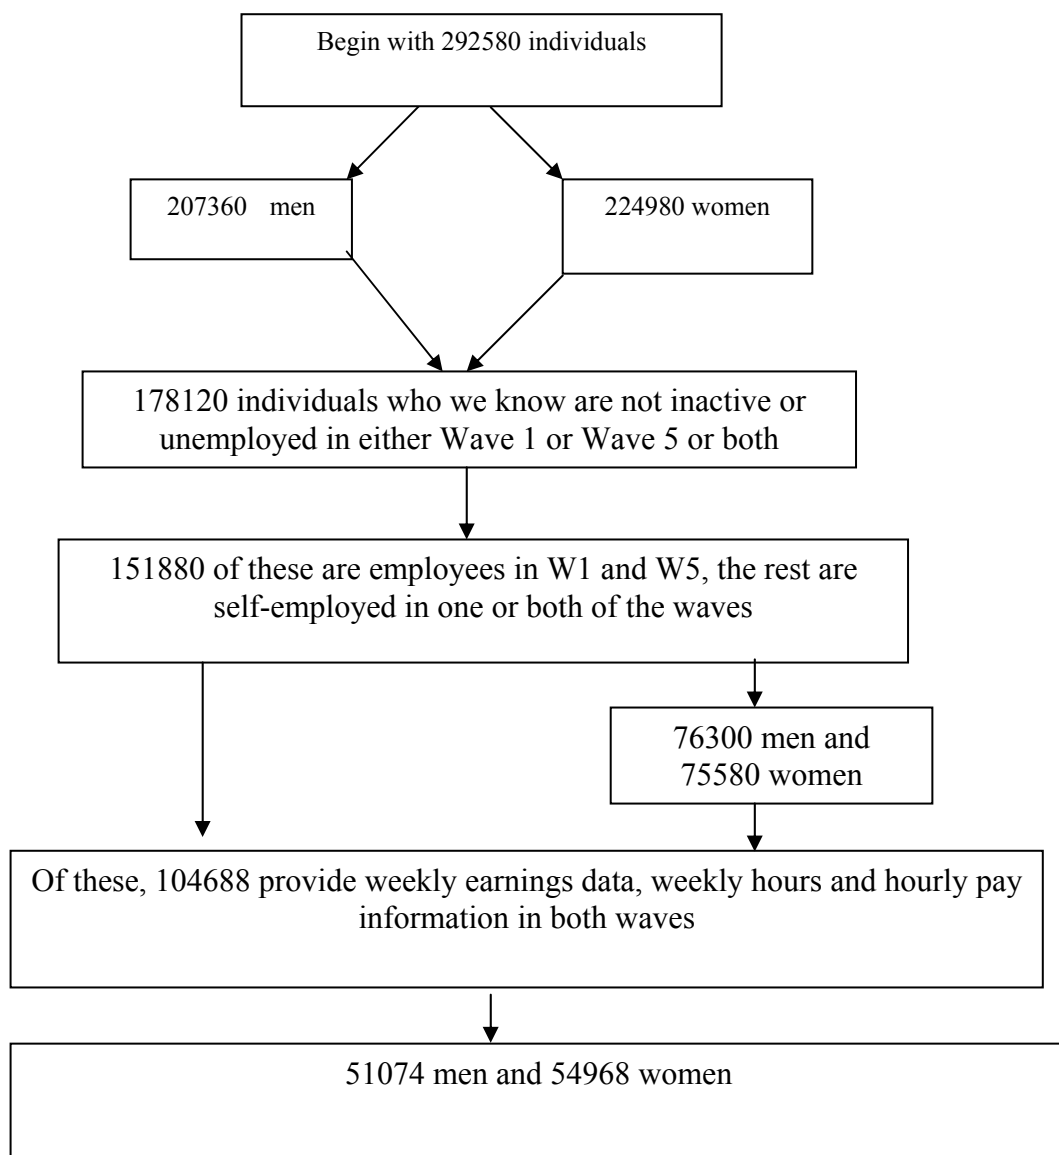 Begin with 292580 individuals
207360 men
224980 women
178120 individuals who we know are not inactive or
unemployed in either Wave 1 or Wave 5 or both
151880 of these are employees in W1 and W5, the rest are
self-employed in one or both of the waves
76300 men and
75580 women
Of these, 104688 provide weekly earnings data, weekly hours and hourly pay
information in both waves
51074 men and 54968 women